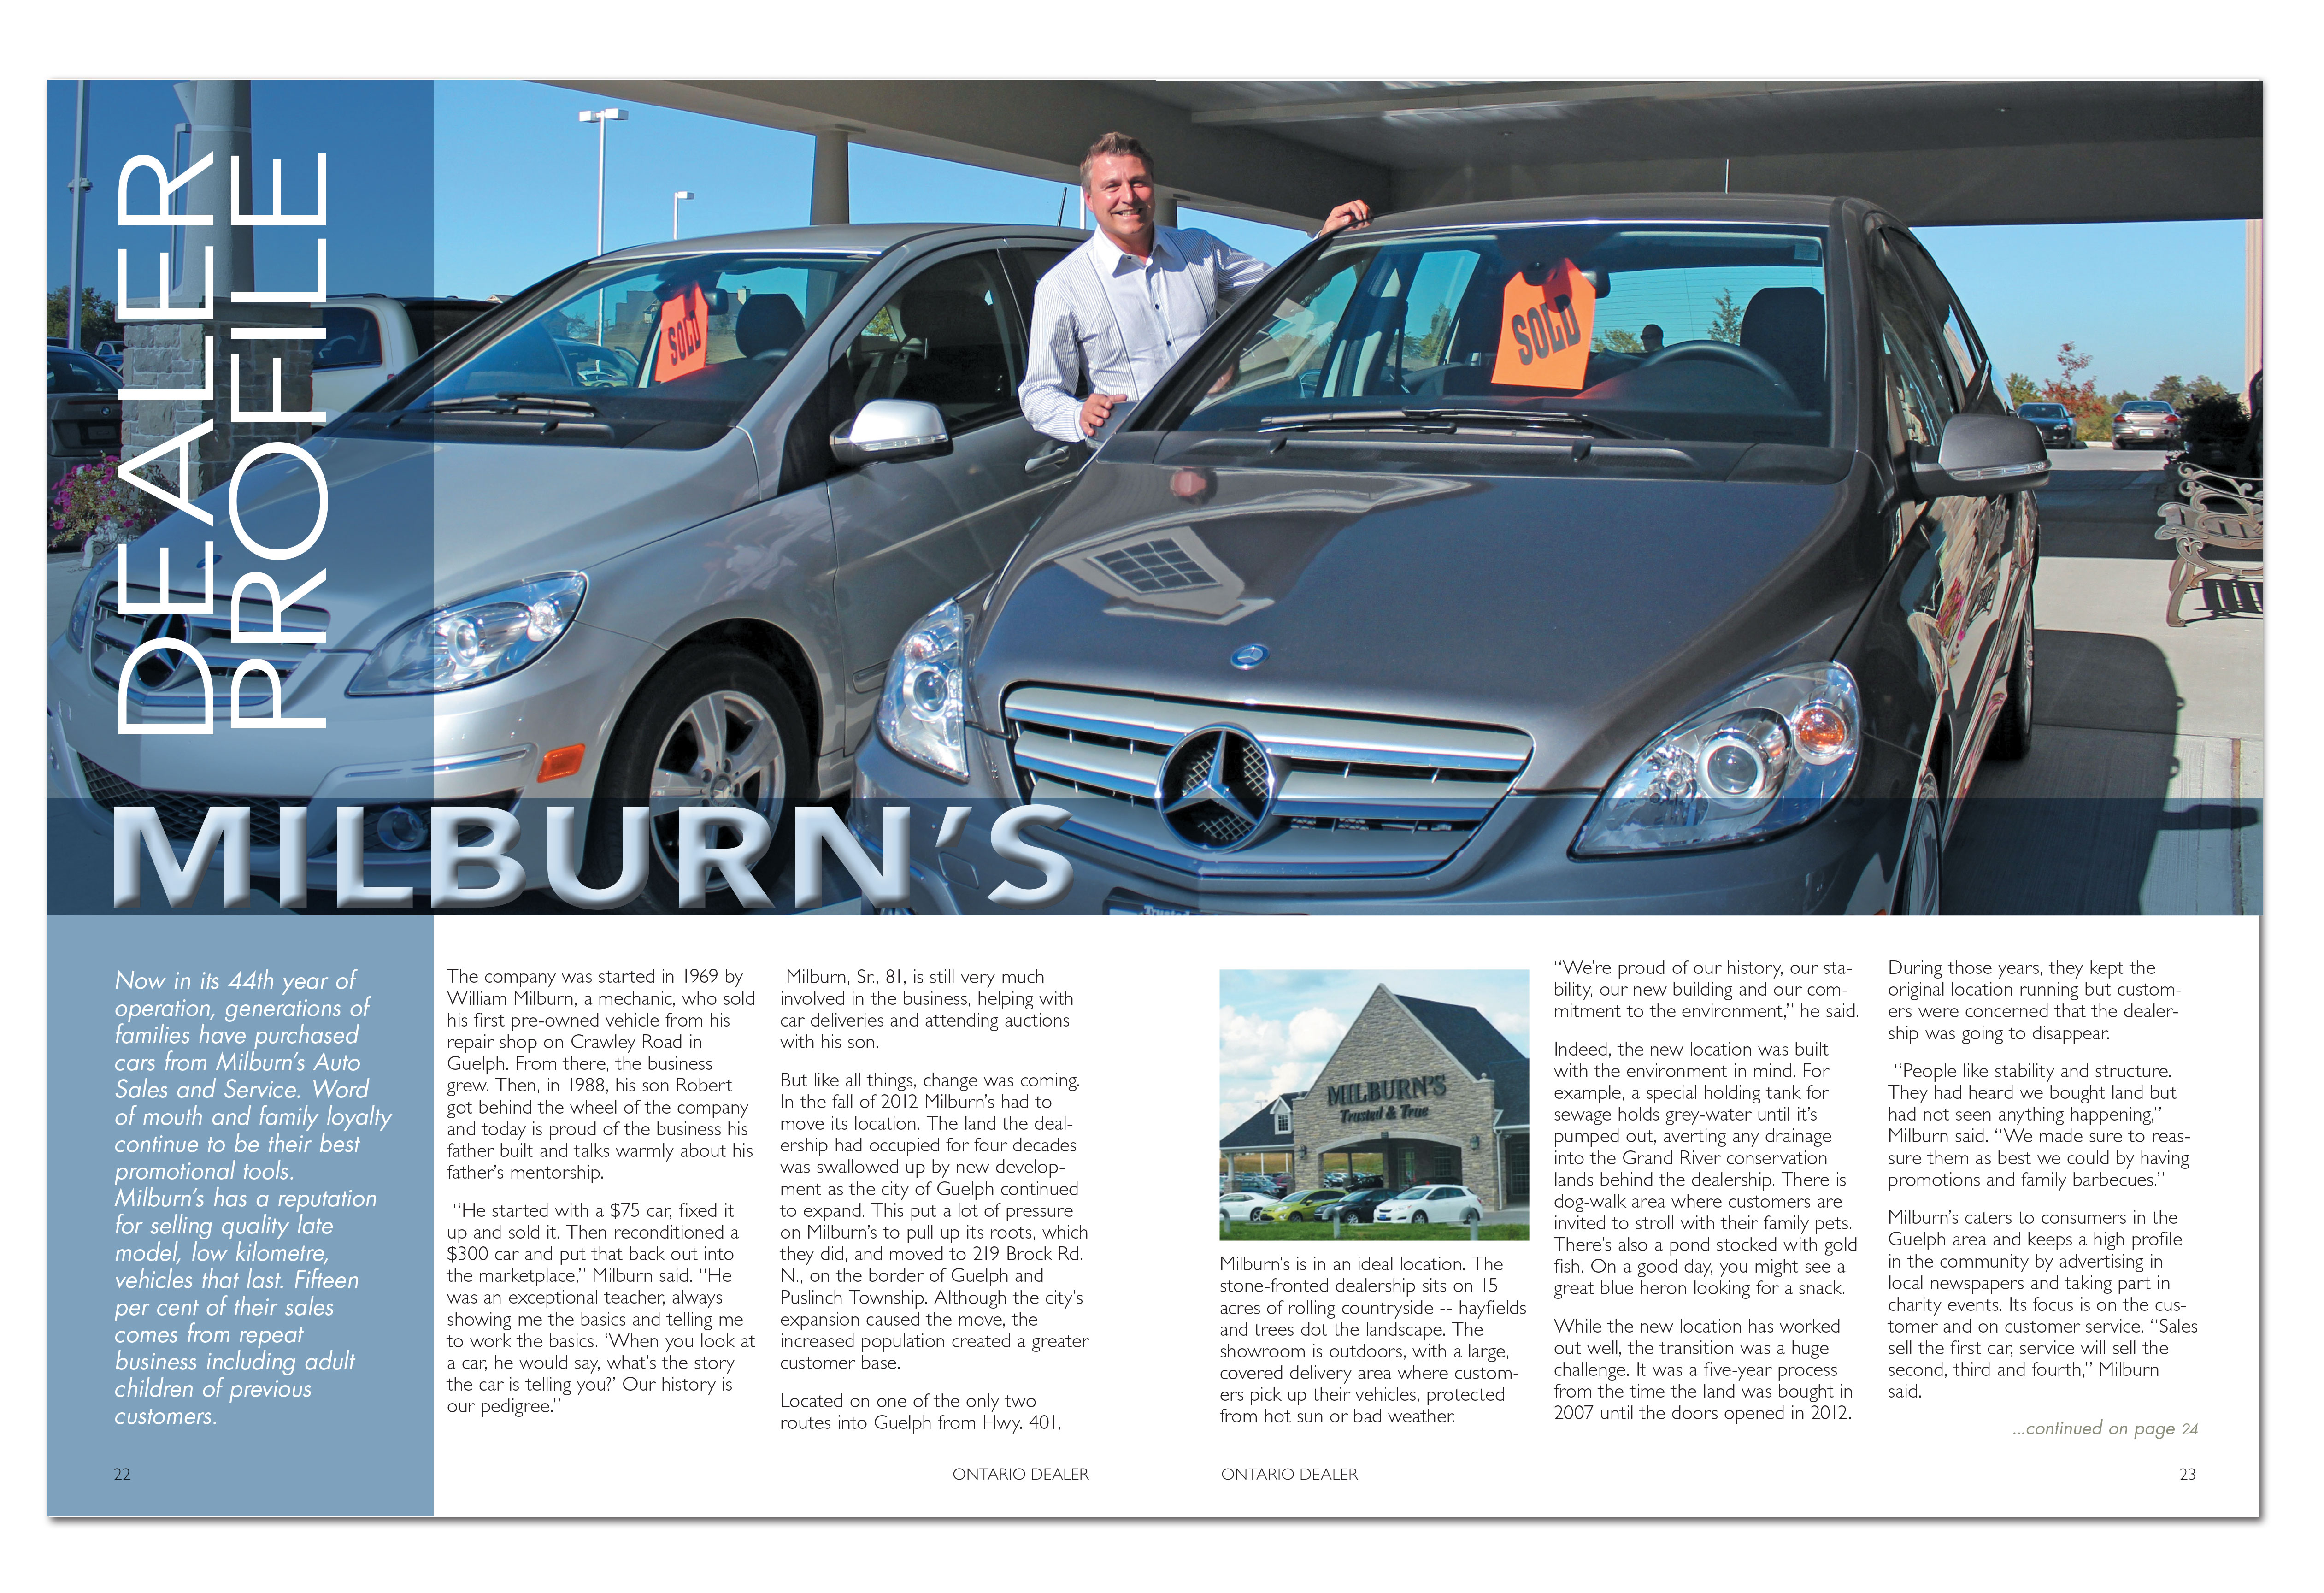 DEALER
PROFILE
SOLD
SOLD
MILBURN'S
Now in its 44th year of
operation, generations of
families have purchased
cars from Milburn's Auto
Sales and Service. Word
of mouth and family loyalty
continue to be their best
promotional tools.
Milburn's has a reputation
for selling quality late
model, low kilometre,
vehicles that last. Fifteen
per cent of their sales
comes from repeat
business including adult
children of previous
customers.
The company was started in 1969 by
William Milburn, a mechanic, who sold
his first pre-owned vehicle from his
repair shop on Crawley Road in
Guelph. From there, the business
grew. Then, in 1988, his son Robert
got behind the wheel of the company
and today is proud of the business his
father built and talks warmly about his
father's mentorship.
“He started with a $75 car, fixed it
up and sold it. Then reconditioned a
$300 car and put that back out into
the marketplace,” Milburn said. “He
was an exceptional teacher, always
showing me the basics and telling me
to work the basics. ‘When you look at
a car, he would say, what's the story
the car is telling you?’ Our history is
our pedigree.”
Milburn, Sr., 81, is still very much
involved in the business, helping with
car deliveries and attending auctions
with his son.
But like all things, change was coming.
In the fall of 2012 Milburn's had to
move its location. The land the deal-
ership had occupied for four decades
was swallowed up by new develop-
ment as the city of Guelph continued
to expand. This put a lot of pressure
on Milburn's to pull up its roots, which
they did, and moved to 219 Brock Rd.
N., on the border of Guelph and
Puslinch Township. Although the city's
expansion caused the move, the
increased population created a greater
customer base.
Located on one of the only two
routes into Guelph from Hwy. 401,
MILBURN'S
Trusted & True
Milburn's is in an ideal location. The
stone-fronted dealership sits on 15
acres of rolling countryside -- hayfields
and trees dot the landscape. The
showroom is outdoors, with a large,
covered delivery area where custom-
ers pick up their vehicles, protected
from hot sun or bad weather.
“We're proud of our history, our sta-
bility, our new building and our com-
mitment to the environment,” he said.
Indeed, the new location was built
with the environment in mind. For
example, a special holding tank for
sewage holds grey-water until it's
pumped out, averting any drainage
into the Grand River conservation
lands behind the dealership. There is
dog-walk area where customers are
invited to stroll with their family pets.
There's also a pond stocked with gold
fish. On a good day, you might see a
great blue heron looking for a snack.
While the new location has worked
out well, the transition was a huge
challenge. It was a five-year process
from the time the land was bought in
2007 until the doors opened in 2012.
During those years, they kept the
original location running but custom-
ers were concerned that the dealer-
ship was going to disappear.
“People like stability and structure.
They had heard we bought land but
had not seen anything happening,”
Milburn said. “We made sure to reas-
sure them as best we could by having
promotions and family barbecues.”
Milburn's caters to consumers in the
Guelph area and keeps a high profile
in the community by advertising in
local newspapers and taking part in
charity events. Its focus is on the cus-
tomer and on customer service. “Sales
sell the first car, service will sell the
second, third and fourth,” Milburn
said.
...continued on page 24
22
ONTARIO DEALER
ONTARIO DEALER
23